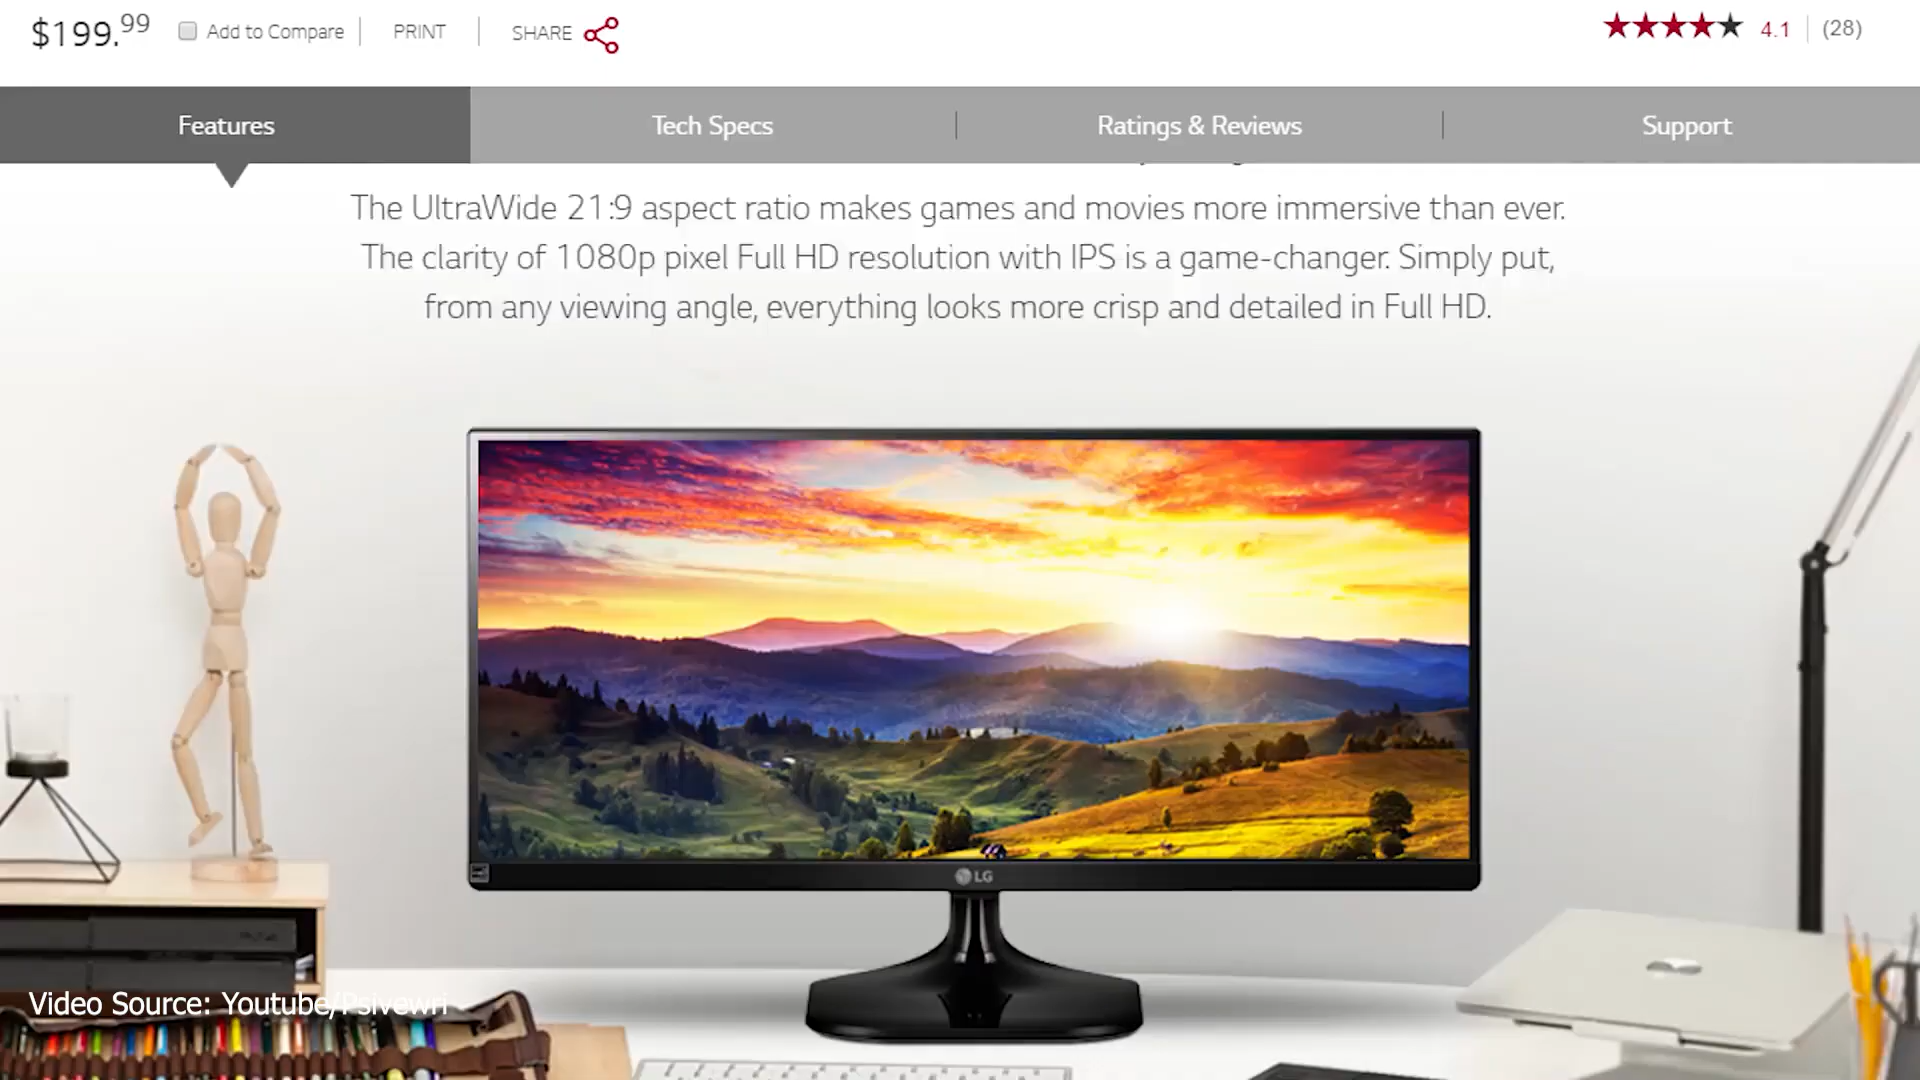 $199.99 Add to Compare PRINT SHARE 4.1 (28)
Features Tech Specs Ratings & Reviews Support
The UltraWide 21:9 aspect ratio makes games and movies more immersive than ever.
The clarity of 1080p pixel Full HD resolution with IPS is a game-changer. Simply put,
from any viewing angle, everything looks more crisp and detailed in Full HD.
LG
Video Source: Youtube/Psivewri